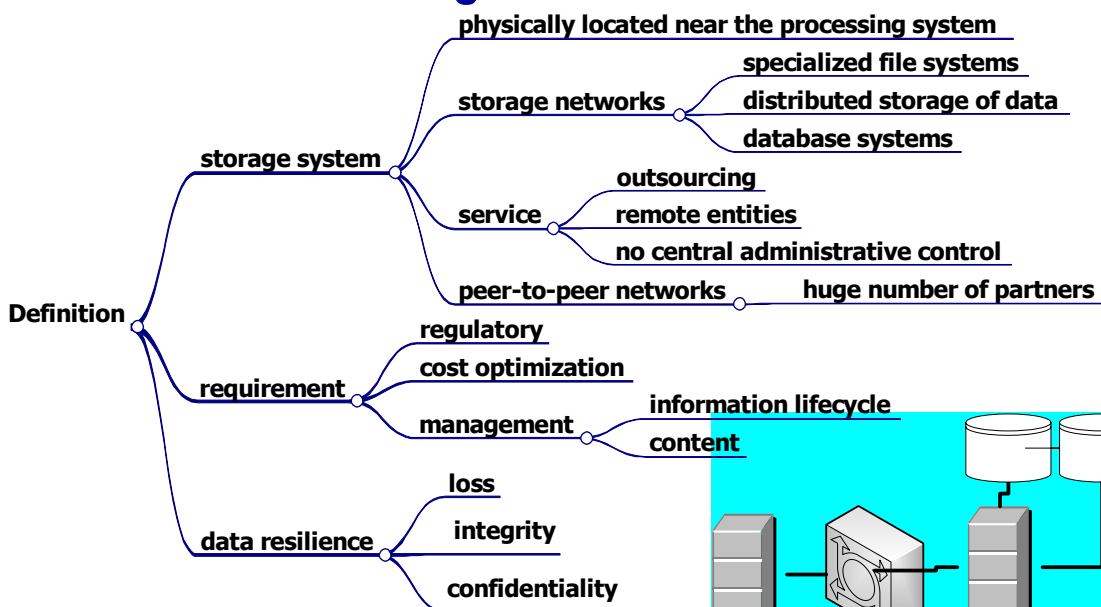 physically located near the processing system
specialized file systems
storage networks
distributed storage of data
database systems
storage system
outsourcing
service
remote entities
no central administrative control
peer-to-peer networks
huge number of partners
Definition
regulatory
cost optimization
requirement
information lifecycle
management
content
loss
integrity
data resilience
confidentiality